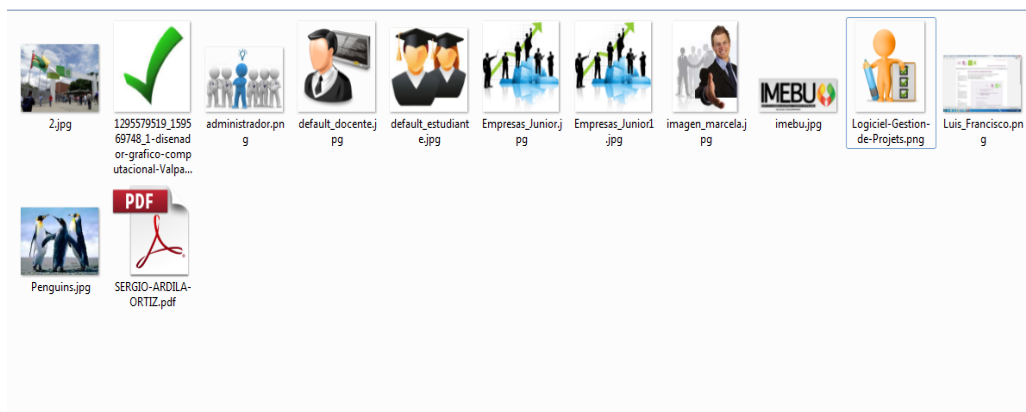 2.jpg
1295579519_1595
69748_1-disenad
or-grafico-comp
utacional-Valpa...
administrador.pn
g
default_docente.j
pg
default_estudiant
e.jpg
Empresas_Junior.j
pg
Empresas_Junior1
.jpg
imagen_marcela.j
pg
IMEBU
imebu.jpg
Logiciel-Gestion-
de-Projets.png
Luis_Francisco.pn
g
Penguins.jpg
PDF
SERGIO-ARDILA-
ORTIZ.pdf